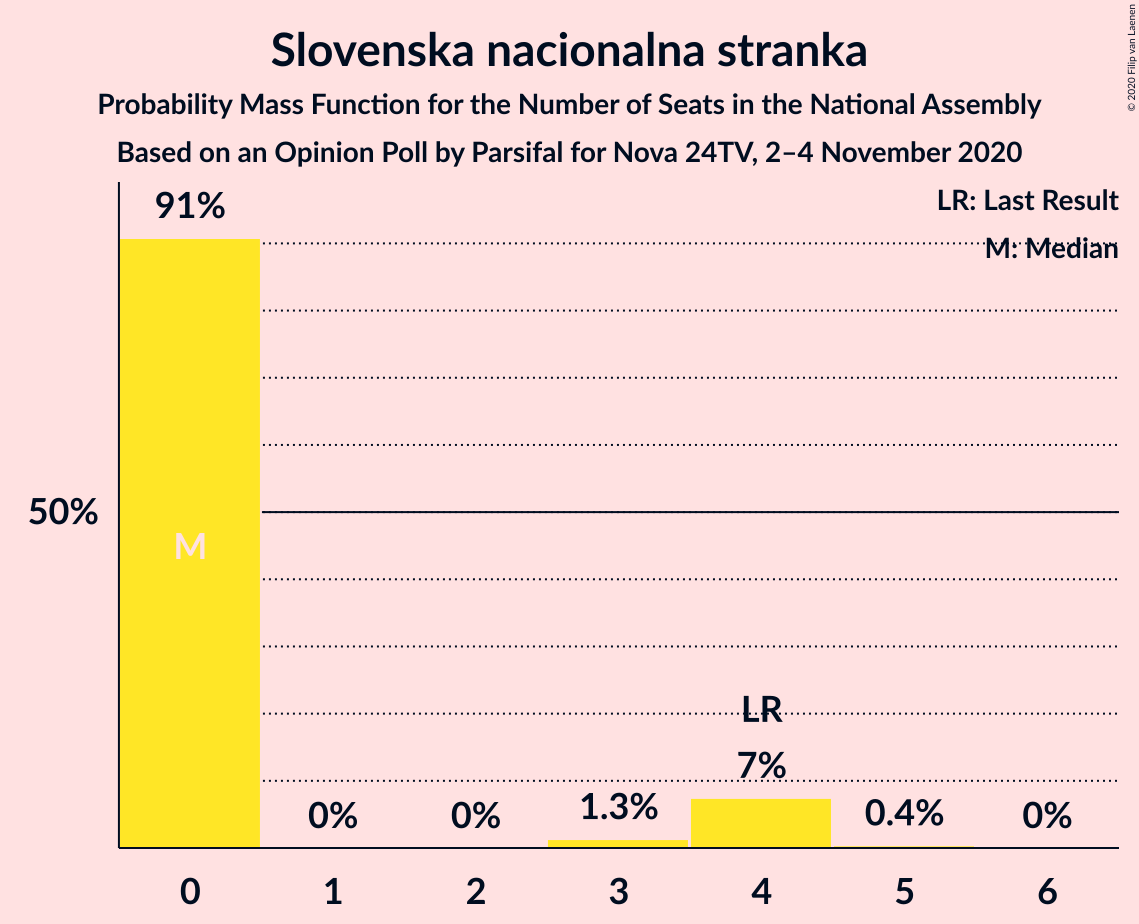 Slovenska nacionalna stranka
Probability Mass Function for the Number of Seats in the National Assembly
Based on an Opinion Poll by Parsifal for Nova 24TV, 2–4 November 2020
© 2020 Filip van Laenen
LR: Last Result
M: Median
91%
50%
M
LR
7%
0%
0%
1.3%
0.4%
0%
0
1
2
3
4
5
6